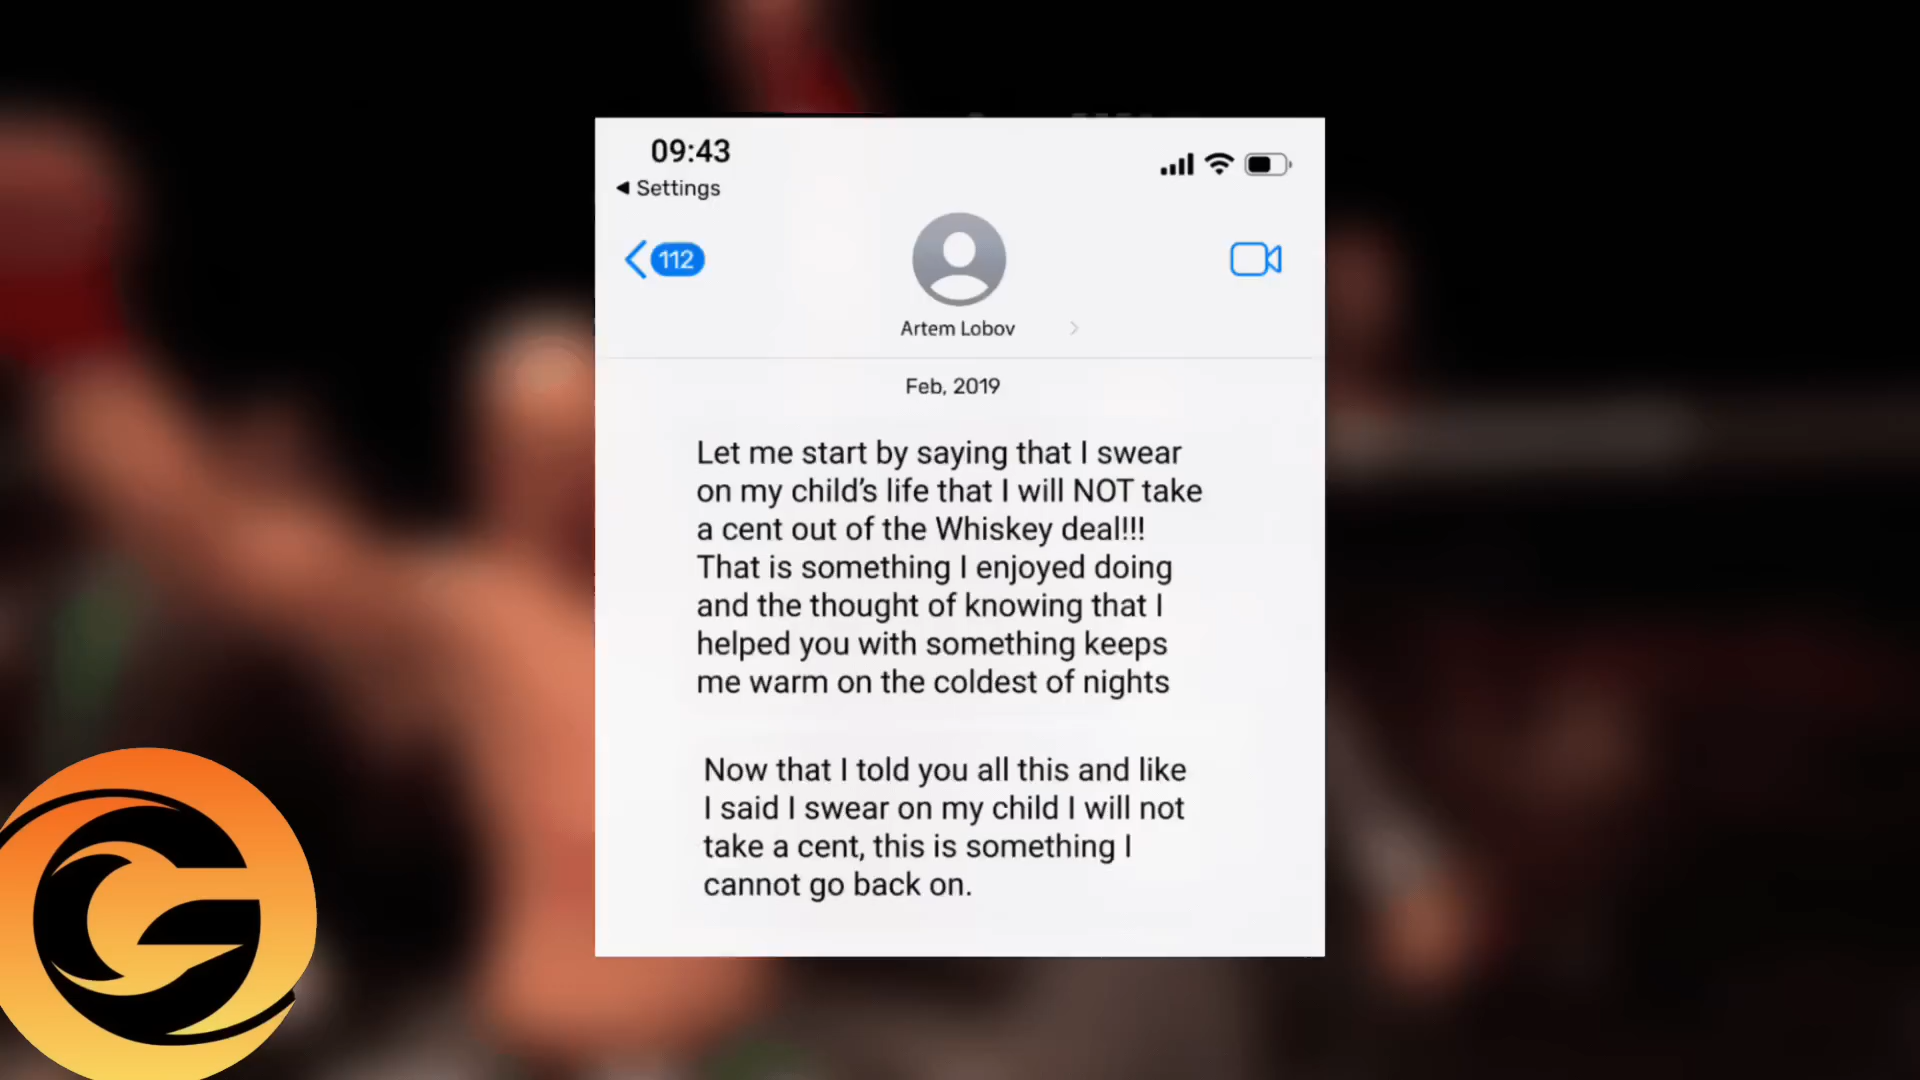 09:43
◀ Settings
112
Artem Lobov
Feb, 2019
Let me start by saying that I swear
on my child’s life that I will NOT take
a cent out of the Whiskey deal!!!
That is something I enjoyed doing
and the thought of knowing that I
helped you with something keeps
me warm on the coldest of nights
Now that I told you all this and like
I said I swear on my child I will not
take a cent, this is something I
cannot go back on.